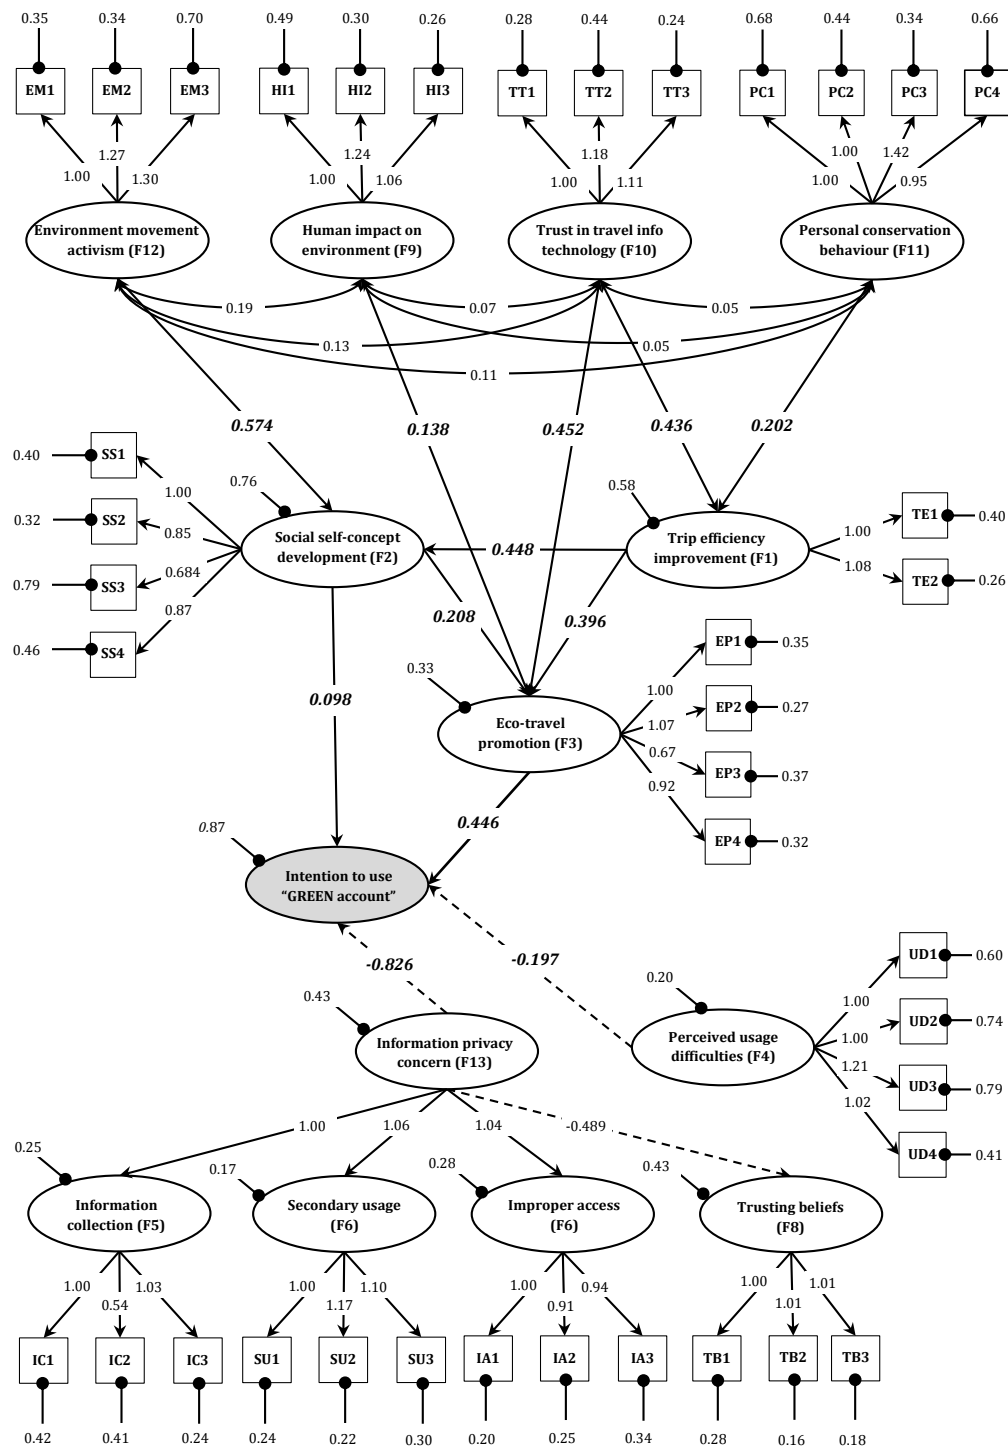 0.35 0.34 0.70 0.49 0.30 0.26 0.28 0.44 0.24 0.68 0.44 0.34 0.66
EM1 EM2 EM3 HI1 HI2 HI3 TT1 TT2 TT3 PC1 PC2 PC3 PC4
1.27 1.24 1.18 1.00 1.42
1.00 1.30 1.00 1.06 1.00 1.11 1.00 0.95
Environment movement
activism (F12)
Human impact on
environment (F9)
Trust in travel info
technology (F10)
Personal conservation
behaviour (F11)
0.19 0.07 0.05
0.13 0.05
0.11
0.574 0.138 0.452 0.436 0.202
0.40 SS1
0.32 SS2
0.79 SS3
0.46 SS4
1.00
0.85
0.684
0.87
0.76
Social self-concept
development (F2)
0.448
0.58
Trip efficiency
improvement (F1)
1.00
1.08
TE1 0.40
TE2 0.26
0.208 0.396
0.098
0.33
Eco-travel
promotion (F3)
1.00
1.07
0.67
0.92
EP1 0.35
EP2 0.27
EP3 0.37
EP4 0.32
0.446
0.87
Intention to use
“GREEN account”
-0.826 -0.197
0.43
Information privacy
concern (F13)
0.20
Perceived usage
difficulties (F4)
1.00
1.00
1.21
1.02
UD1 0.60
UD2 0.74
UD3 0.79
UD4 0.41
1.00 1.06 1.04 -0.489
0.25 0.17 0.28 0.43
Information
collection (F5)
Secondary usage
(F6)
Improper access
(F6)
Trusting beliefs
(F8)
1.00 0.54 1.03 1.00 1.17 1.10 1.00 0.91 0.94 1.00 1.01 1.01
IC1 IC2 IC3 SU1 SU2 SU3 IA1 IA2 IA3 TB1 TB2 TB3
0.42 0.41 0.24 0.24 0.22 0.30 0.20 0.25 0.34 0.28 0.16 0.18